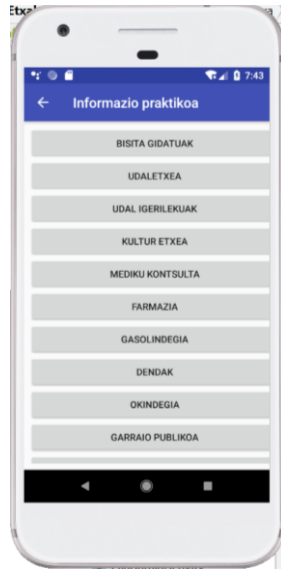 Etxa
7:43
Informazio praktikoa
BISITA GIDATUAK
UDALETXEA
UDAL IGERILEKUAK
KULTUR ETXEA
MEDIKU KONTSULTA
FARMAZIA
GASOLINDEGIA
DENDAK
OKINDEGIA
GARRAIO PUBLIKOA